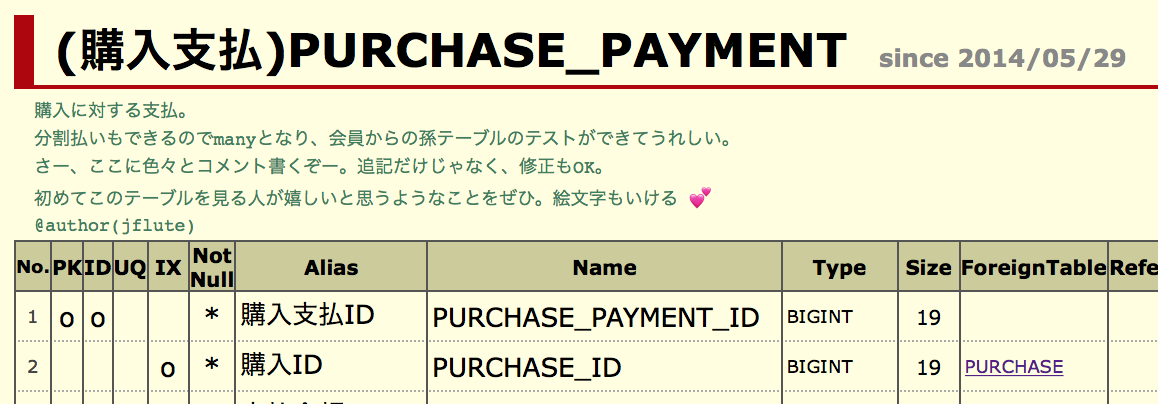 (購入支払)PURCHASE_PAYMENT since 2014/05/29
購入に対する支払。
分割払いもできるのでmanyとなり、会員からの孫テーブルのテストができてうれしい。
さー、ここに色々とコメント書くぞー。追記だけじゃなく、修正もOK。
初めてこのテーブルを見る人が嬉しいと思うようなことをぜひ。絵文字もいける 💕
@author(jflute)
No. PK ID UQ IX Not Null Alias Name Type Size ForeignTable Refe
1 o o * 購入支払ID PURCHASE_PAYMENT_ID BIGINT 19
2 o * 購入ID PURCHASE_ID BIGINT 19 PURCHASE